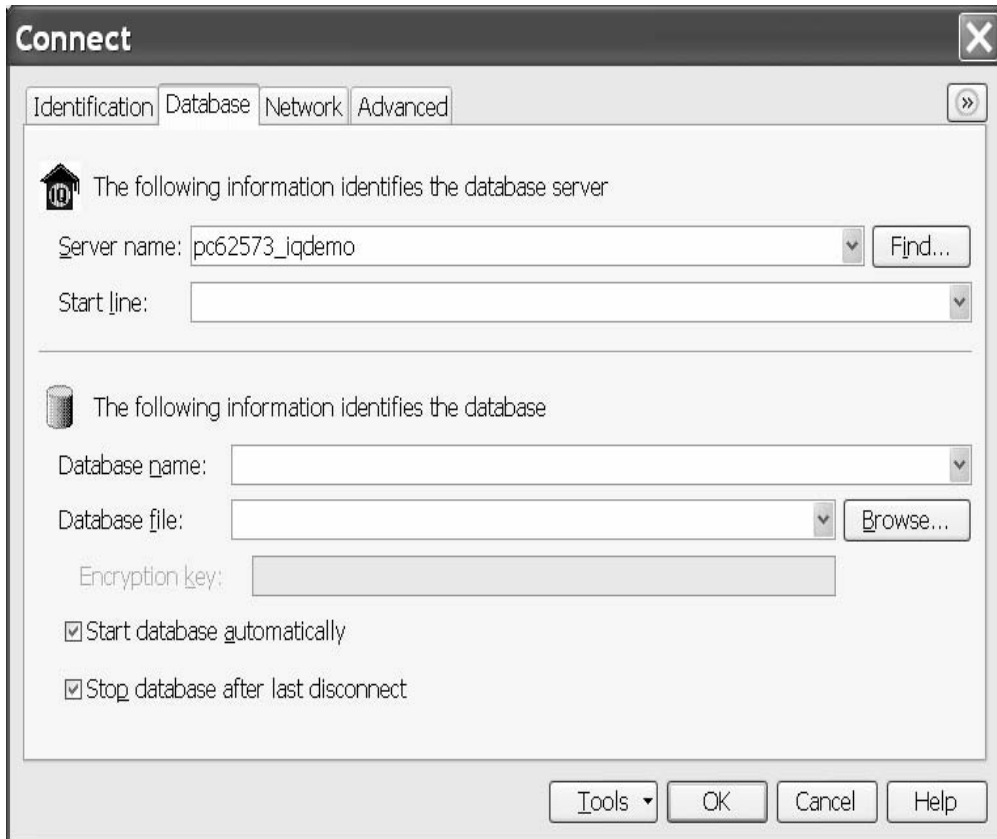 Connect
Identification Database Network Advanced
The following information identifies the database server
Server name: pc62573_iqdemo Find...
Start line:
The following information identifies the database
Database name:
Database file: Browse...
Encryption key:
Start database automatically
Stop database after last disconnect
Tools OK Cancel Help